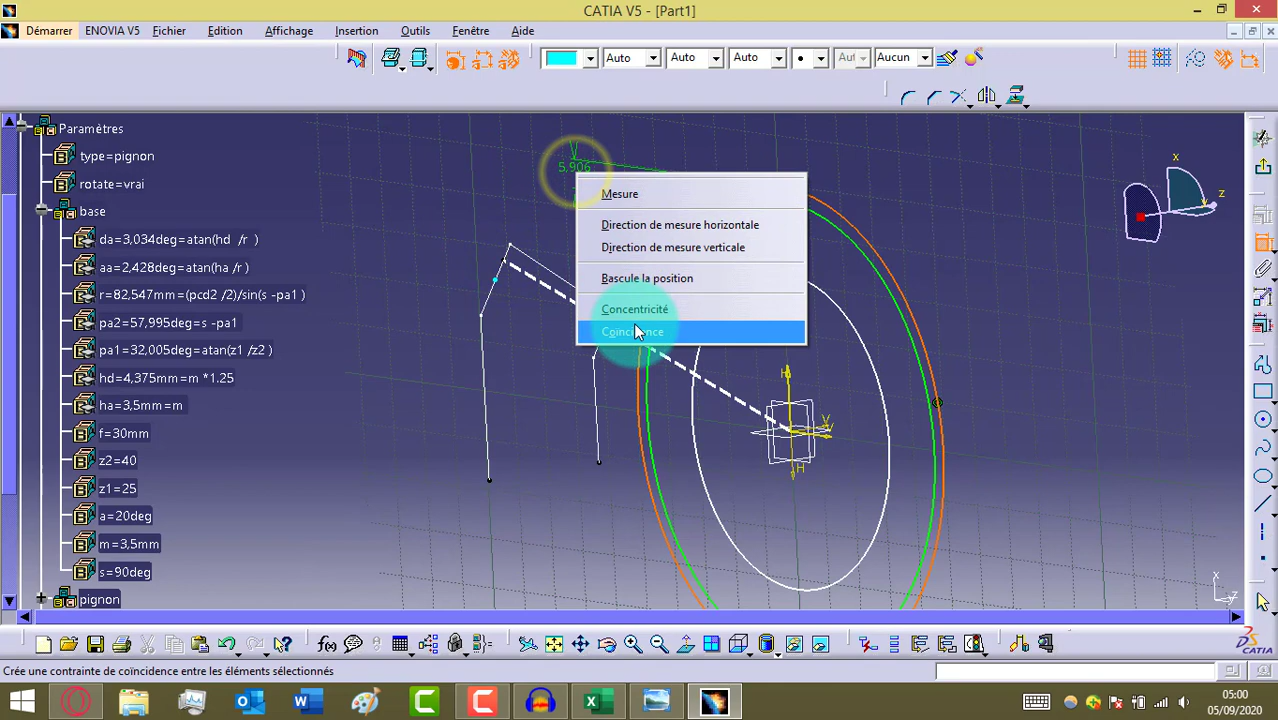 CATIA V5 - [Part1]
Démarrer ENOVIA V5 Fichier Edition Affichage Insertion Outils Fenêtre Aide
Auto Auto Auto Aut Aucun
Paramètres
type=pignon
rotate=vrai
base
da=3,034deg=atan(hd /r )
aa=2,428deg=atan(ha /r )
r=82,547mm=(pcd2 /2)/sin(s -pa1 )
pa2=57,995deg=s -pa1
pa1=32,005deg=atan(z1 /z2 )
hd=4,375mm=m *1.25
ha=3,5mm=m
f=30mm
z2=40
z1=25
a=20deg
m=3,5mm
s=90deg
pignon
5,906
Mesure
Direction de mesure horizontale
Direction de mesure verticale
Bascule la position
Concentricité
Coïncidence
H
V
H
x
z
x
z
CATIA
Crée une contrainte de coïncidence entre les éléments sélectionnés
05:00
05/09/2020